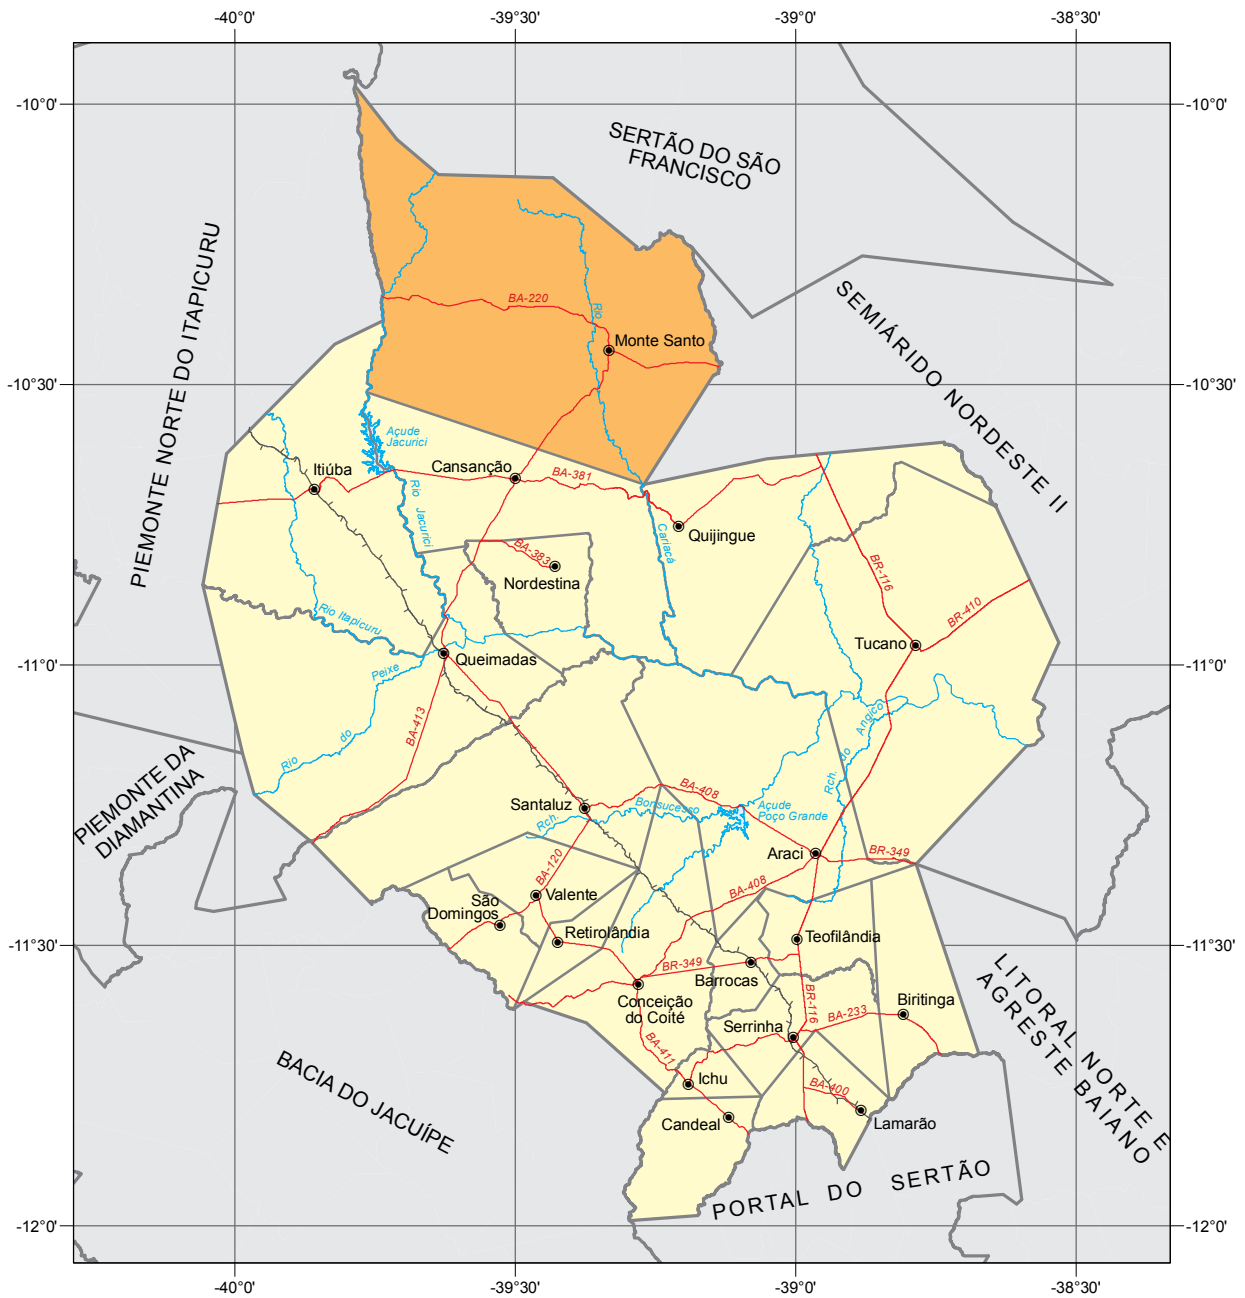 -40°0'
-39°30'
-39°0'
-38°30'
-10°0'
-10°0'
SERTÃO DO SÃO
FRANCISCO
PIEMONTE NORTE DO ITAPICURU
SEMIÁRIDO NORDESTE II
BA-220
Rio
Monte Santo
-10°30'
-10°30'
Açude
Jacurici
Itiúba
Cansanção
BA-381
Rio Jacurici
Cariacá
Quijingue
BA-383
Nordestina
BR-116
BR-410
Rio Itapicuru
Tucano
-11°0'
-11°0'
Queimadas
Rio do Peixe
BA-413
Rch. do Angico
PIEMONTE DA
DIAMANTINA
BA-408
Santaluz
Rch. Bonsucesso
Açude
Poço Grande
Araci
BR-349
BA-120
BA-408
Valente
São
Domingos
Retirolândia
Teofilândia
-11°30'
-11°30'
BR-349
Barrocas
LITORAL NORTE E
AGRESTE BAIANO
Conceição
do Coité
BR-116
Biritinga
BA-233
Serrinha
BA-411
BACIA DO JACUÍPE
Ichu
BA-400
Candeal
Lamarão
PORTAL DO SERTÃO
-12°0'
-12°0'
-40°0'
-39°30'
-39°0'
-38°30'